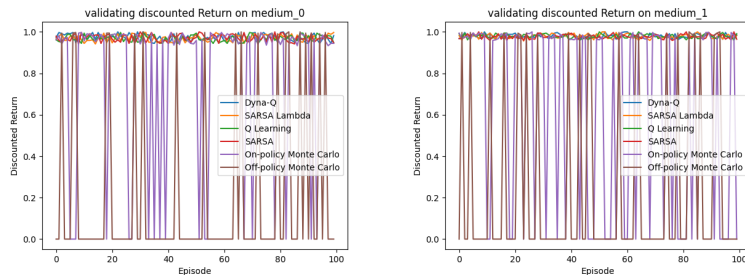 validating discounted Return on medium_0
Discounted Return
1.0
0.8
0.6
0.4
0.2
0.0
Dyna-Q
SARSA Lambda
Q Learning
SARSA
On-policy Monte Carlo
Off-policy Monte Carlo
0 20 40 60 80 100
Episode
validating discounted Return on medium_1
Discounted Return
1.0
0.8
0.6
0.4
0.2
0.0
Dyna-Q
SARSA Lambda
Q Learning
SARSA
On-policy Monte Carlo
Off-policy Monte Carlo
0 20 40 60 80 100
Episode